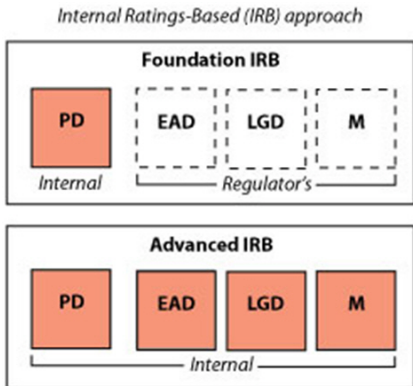 Internal Ratings-Based (IRB) approach
Foundation IRB
PD EAD LGD M
Internal Regulator's
Advanced IRB
PD EAD LGD M
Internal